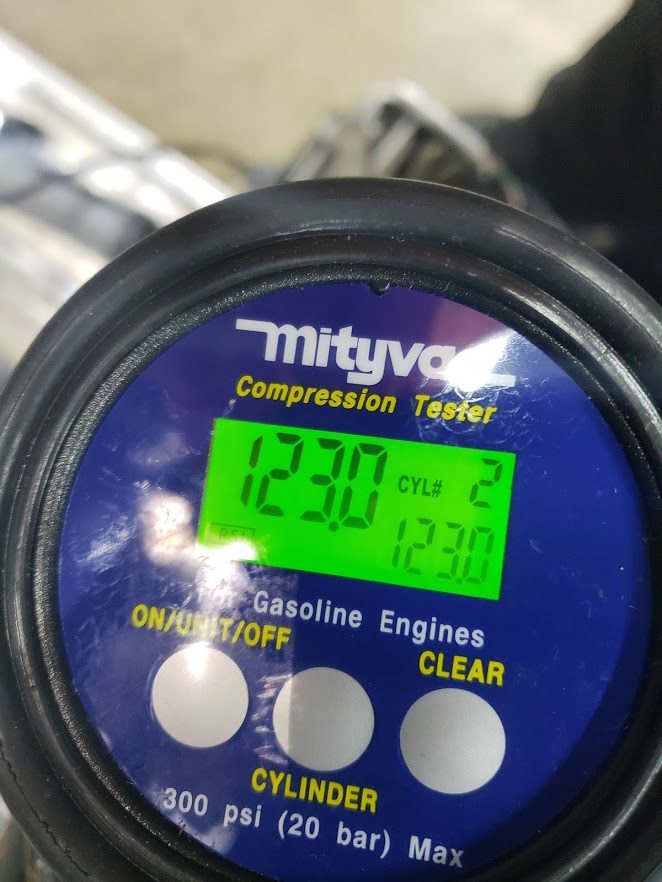 mityvac
Compression Tester
123.0 CYL# 2
PSI 123.0
Gasoline Engines
ON/UNIT/OFF
CLEAR
CYLINDER
300 psi (20 bar) Max